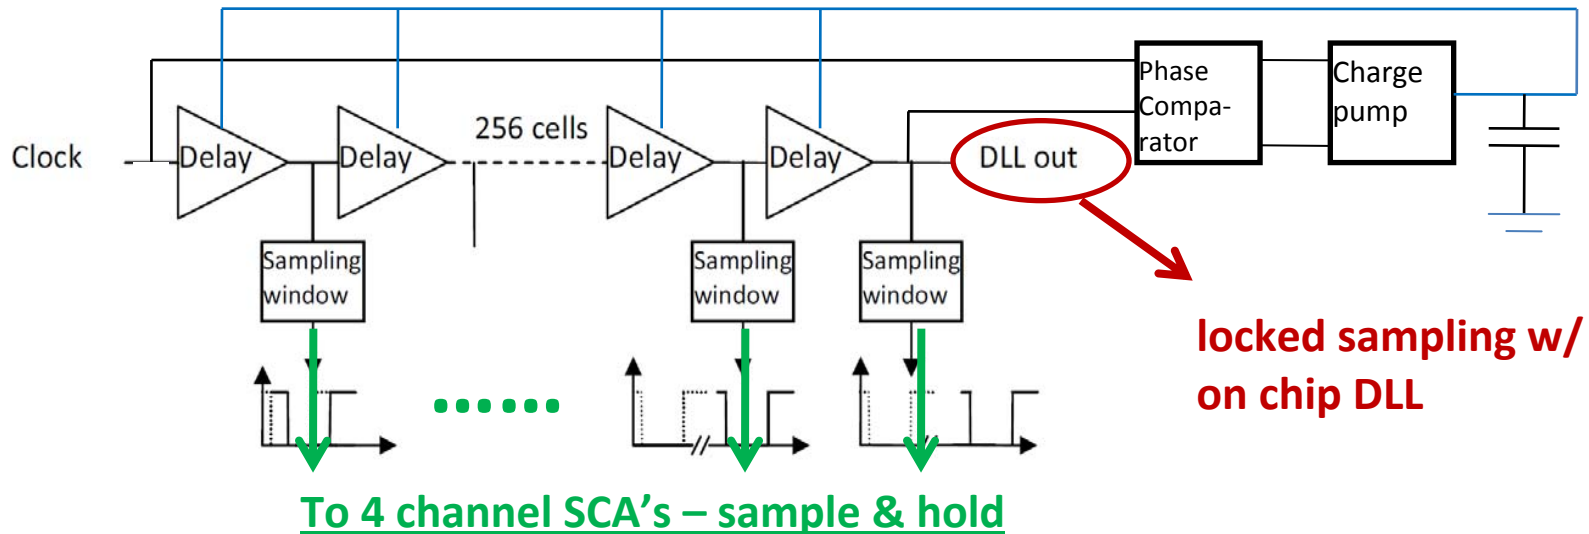 Clock
Delay
Delay
256 cells
Delay
Delay
DLL out
Phase
Compa-
rator
Charge
pump
Sampling
window
Sampling
window
Sampling
window
locked sampling w/
on chip DLL
To 4 channel SCA’s – sample & hold